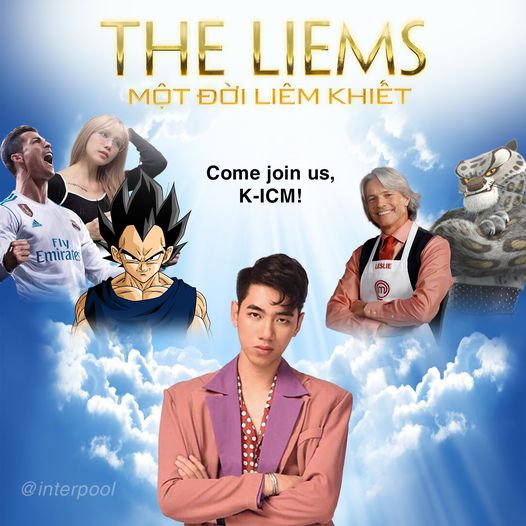 THE LIEMS
MỘT ĐỜI LIÊM KHIẾT
Come join us,
K-ICM!
Fly
Emirates
LESLIE
@interpool